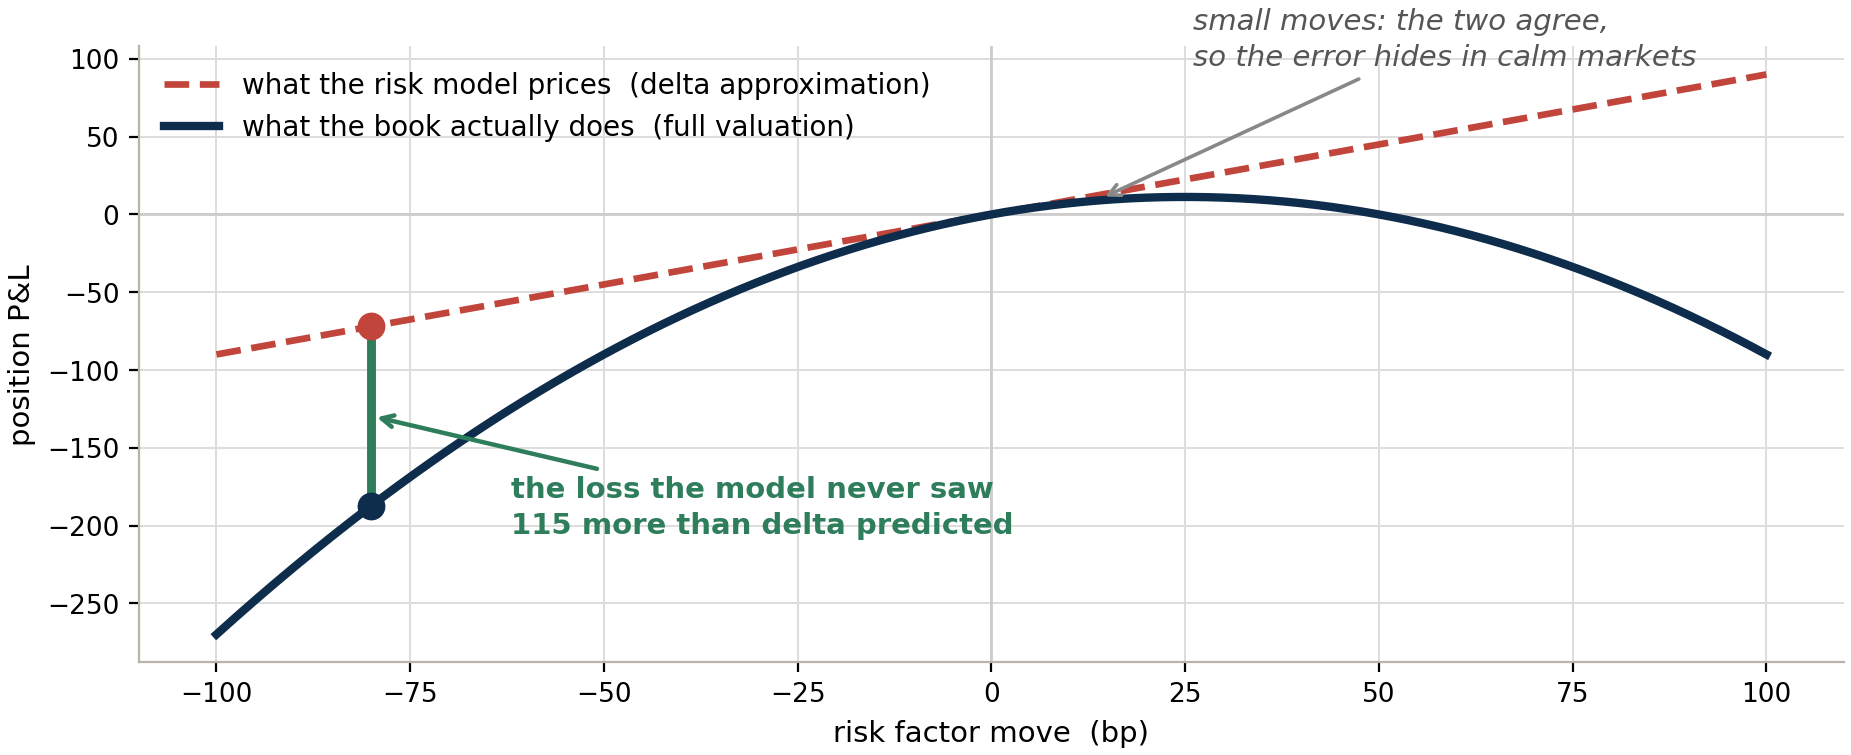 small moves: the two agree,
so the error hides in calm markets
what the risk model prices  (delta approximation)
what the book actually does  (full valuation)
the loss the model never saw
115 more than delta predicted
position P&L
100
50
0
−50
−100
−150
−200
−250
−100
−75
−50
−25
0
25
50
75
100
risk factor move  (bp)